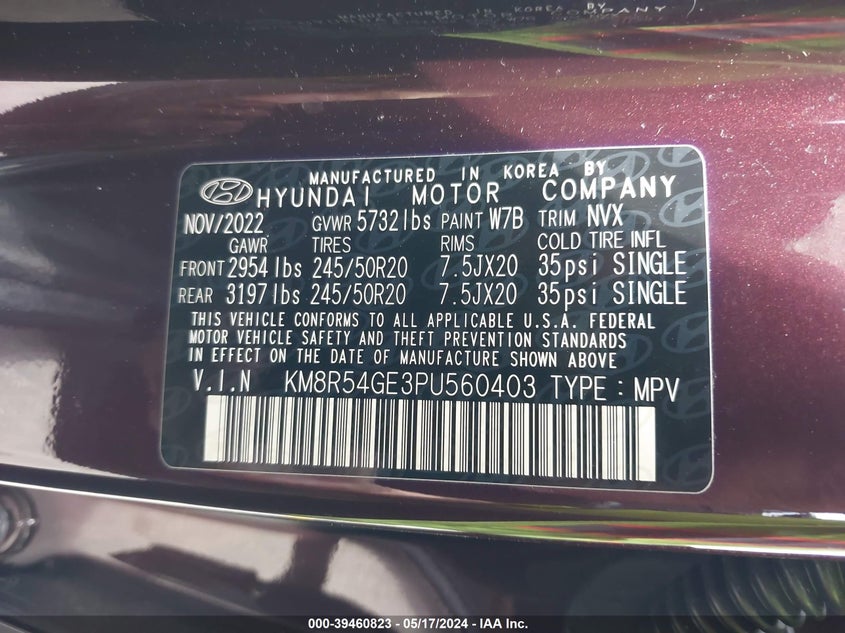 MANUFACTURED IN KOREA BY
HYUNDAI MOTOR COMPANY
NOV/2022 GVWR 5732lbs PAINT W7B TRIM NVX
GAWR TIRES RIMS COLD TIRE INFL
FRONT 2954lbs 245/50R20 7.5JX20 35psi SINGLE
REAR 3197lbs 245/50R20 7.5JX20 35psi SINGLE
THIS VEHICLE CONFORMS TO ALL APPLICABLE U.S.A. FEDERAL
MOTOR VEHICLE SAFETY AND THEFT PREVENTION STANDARDS
IN EFFECT ON THE DATE OF MANUFACTURE SHOWN ABOVE
V.I.N KM8R54GE3PU560403 TYPE : MPV
000-39460823 - 05/17/2024 - IAA Inc.